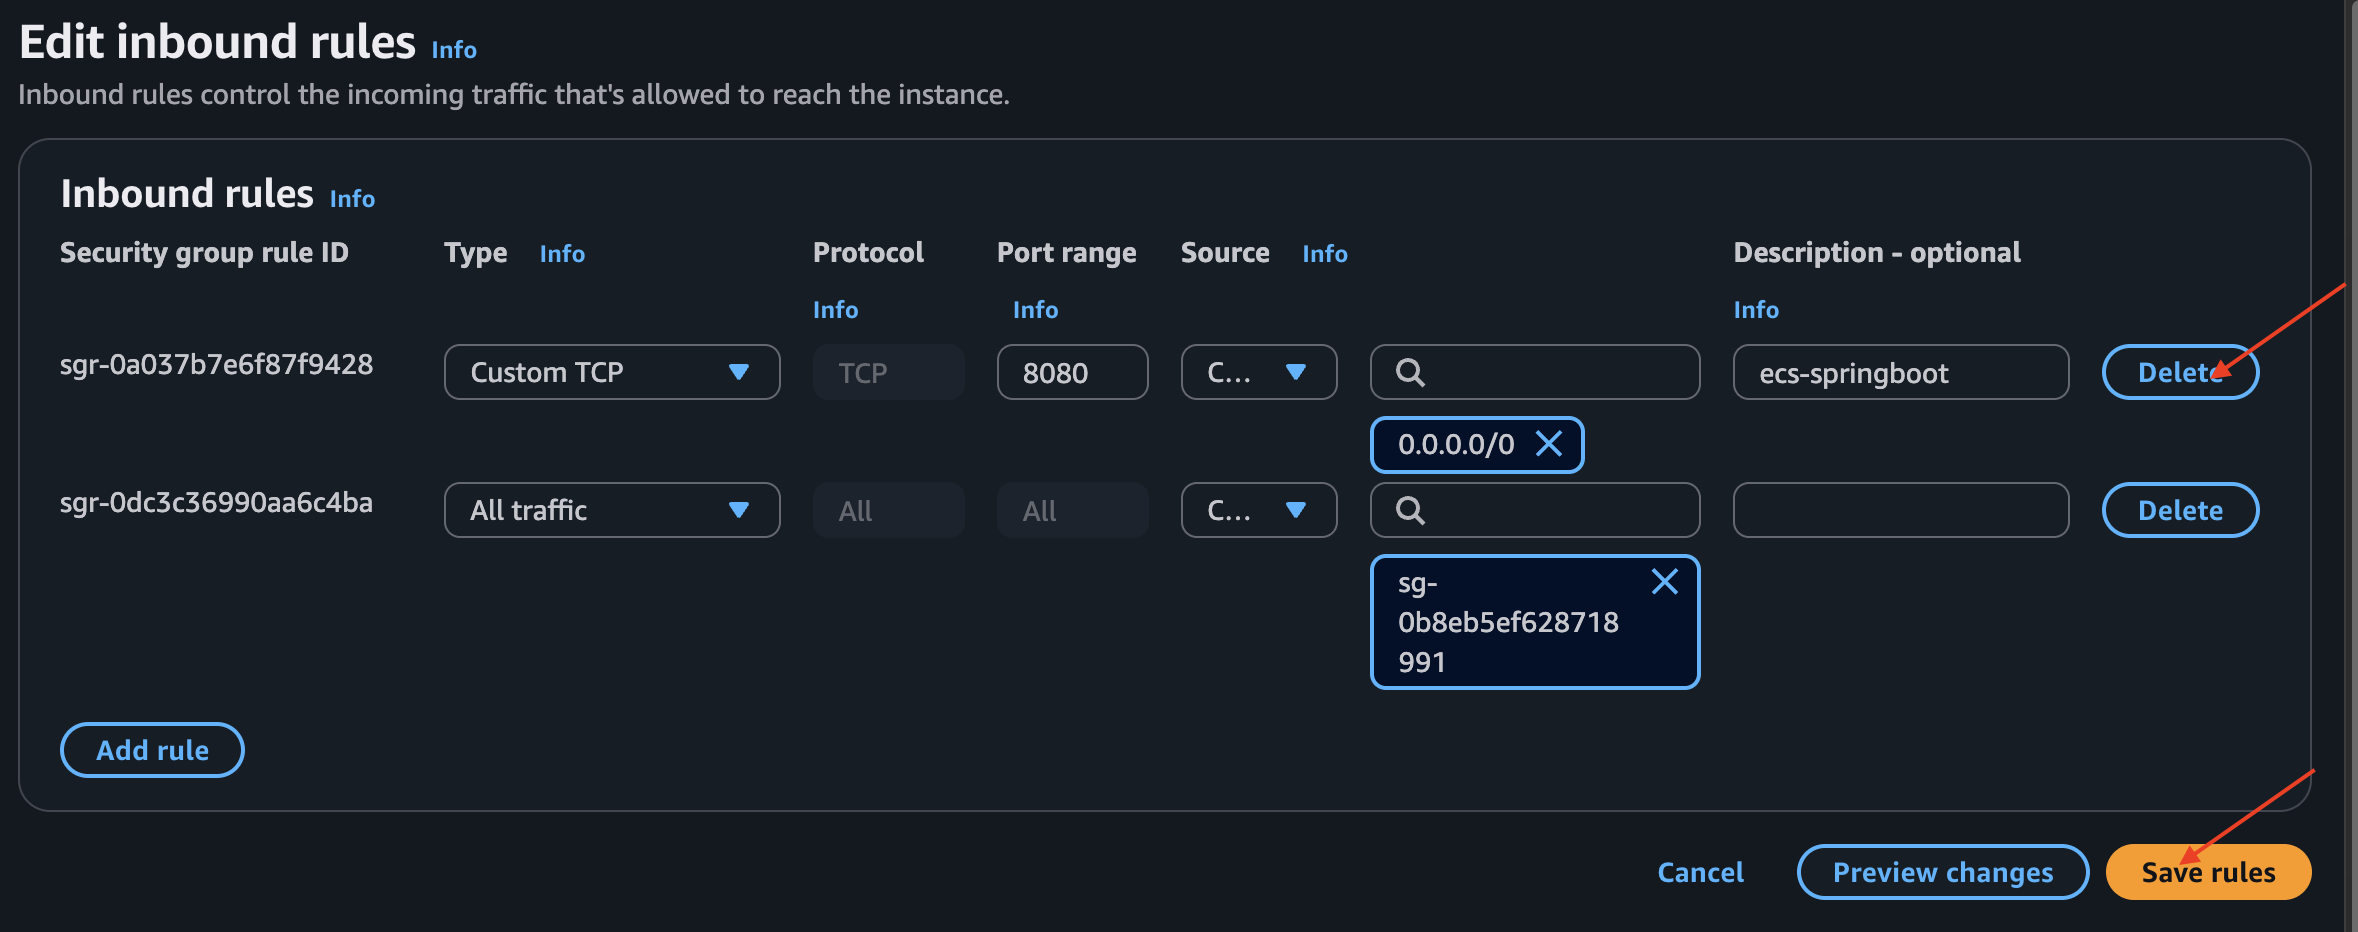 Edit inbound rules Info
Inbound rules control the incoming traffic that's allowed to reach the instance.
Inbound rules Info
Security group rule ID Type Info Protocol Port range Source Info Description - optional
Info Info Info
sgr-0a037b7e6f87f9428 Custom TCP TCP 8080 C... ecs-springboot Delete
0.0.0.0/0
sgr-0dc3c36990aa6c4ba All traffic All All C... Delete
sg-
0b8eb5ef628718
991
Add rule
Cancel Preview changes Save rules